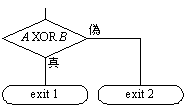 A XOR B
偽
真
exit 1
exit 2